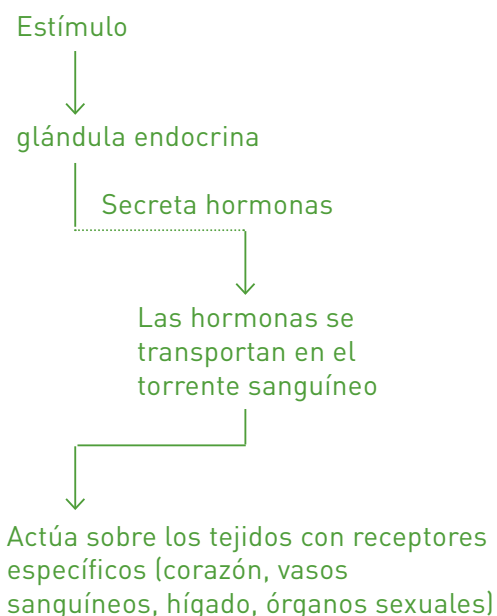 Estímulo
glándula endocrina
Secreta hormonas
Las hormonas se
transportan en el
torrente sanguíneo
Actúa sobre los tejidos con receptores
específicos (corazón, vasos
sanguíneos, hígado, órganos sexuales)